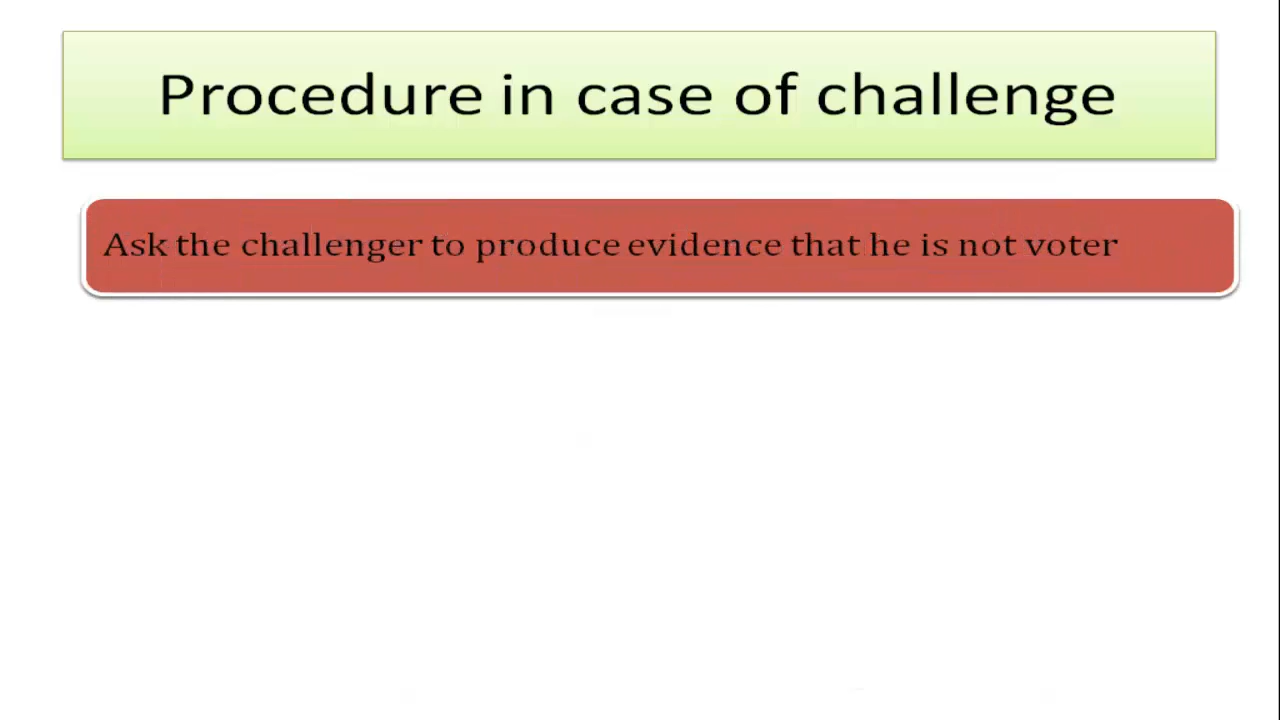 Procedure in case of challenge
Ask the challenger to produce evidence that he is not voter